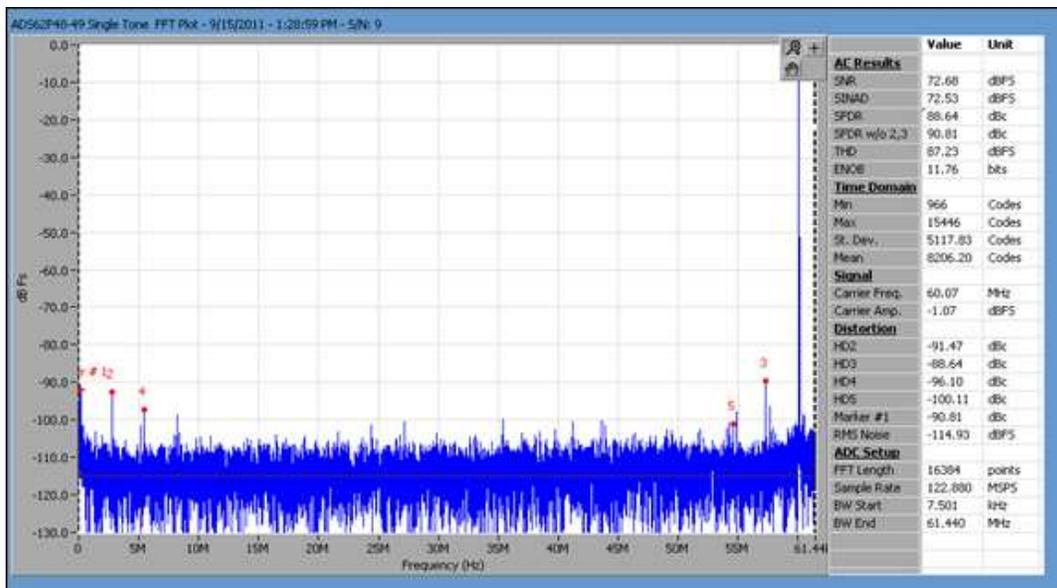 ADS62P48-49 Single Tone FFT Plot - 9/15/2011 - 1:28:59 PM - S/N: 9
0.0
-10.0
-20.0
-30.0
-40.0
-50.0
-60.0
-70.0
-80.0
-90.0
-100.0
-110.0
-120.0
-130.0
dB Fs
# 1
2
4
5
3
0 5M 10M 15M 20M 25M 30M 35M 40M 45M 50M 55M 61.44
Frequency (Hz)
Value Unit
AC Results
SNR 72.68 dBFS
SINAD 72.53 dBFS
SFDR 88.64 dBc
SFDR w/o 2,3 90.81 dBc
THD 87.23 dBFS
ENOB 11.76 bits
Time Domain
Min 966 Codes
Max 15446 Codes
St. Dev. 5117.83 Codes
Mean 8206.20 Codes
Signal
Carrier Freq. 60.07 MHz
Carrier Amp. -1.07 dBFS
Distortion
HD2 -91.47 dBc
HD3 -88.64 dBc
HD4 -96.10 dBc
HD5 -100.11 dBc
Marker #1 -90.81 dBc
RMS Noise -114.93 dBFS
ADC Setup
FFT Length 16384 points
Sample Rate 122.880 MSPS
BW Start 7.501 kHz
BW End 61.440 MHz